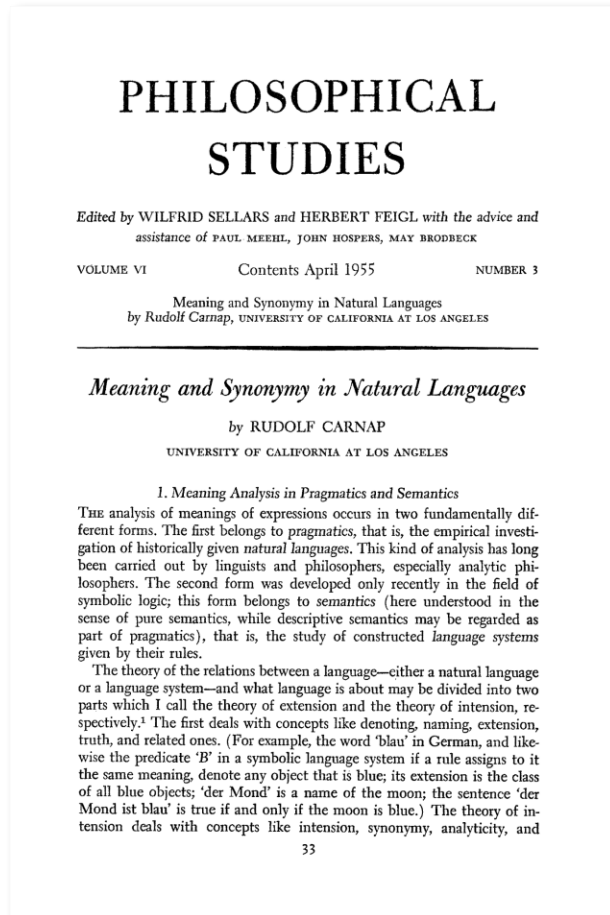 PHILOSOPHICAL
STUDIES
Edited by WILFRID SELLARS and HERBERT FEIGL with the advice and
assistance of PAUL MEEHL, JOHN HOSPERS, MAY BRODBECK
VOLUME VI Contents April 1955 NUMBER 3
Meaning and Synonymy in Natural Languages
by Rudolf Carnap, UNIVERSITY OF CALIFORNIA AT LOS ANGELES
Meaning and Synonymy in Natural Languages
by RUDOLF CARNAP
UNIVERSITY OF CALIFORNIA AT LOS ANGELES
1. Meaning Analysis in Pragmatics and Semantics
THE analysis of meanings of expressions occurs in two fundamentally dif-
ferent forms. The first belongs to pragmatics, that is, the empirical investi-
gation of historically given natural languages. This kind of analysis has long
been carried out by linguists and philosophers, especially analytic phi-
losophers. The second form was developed only recently in the field of
symbolic logic; this form belongs to semantics (here understood in the
sense of pure semantics, while descriptive semantics may be regarded as
part of pragmatics), that is, the study of constructed language systems
given by their rules.
The theory of the relations between a language—either a natural language
or a language system—and what language is about may be divided into two
parts which I call the theory of extension and the theory of intension, re-
spectively.¹ The first deals with concepts like denoting, naming, extension,
truth, and related ones. (For example, the word 'blau' in German, and like-
wise the predicate 'B' in a symbolic language system if a rule assigns to it
the same meaning, denote any object that is blue; its extension is the class
of all blue objects; 'der Mond' is a name of the moon; the sentence 'der
Mond ist blau' is true if and only if the moon is blue.) The theory of in-
tension deals with concepts like intension, synonymy, analyticity, and
33